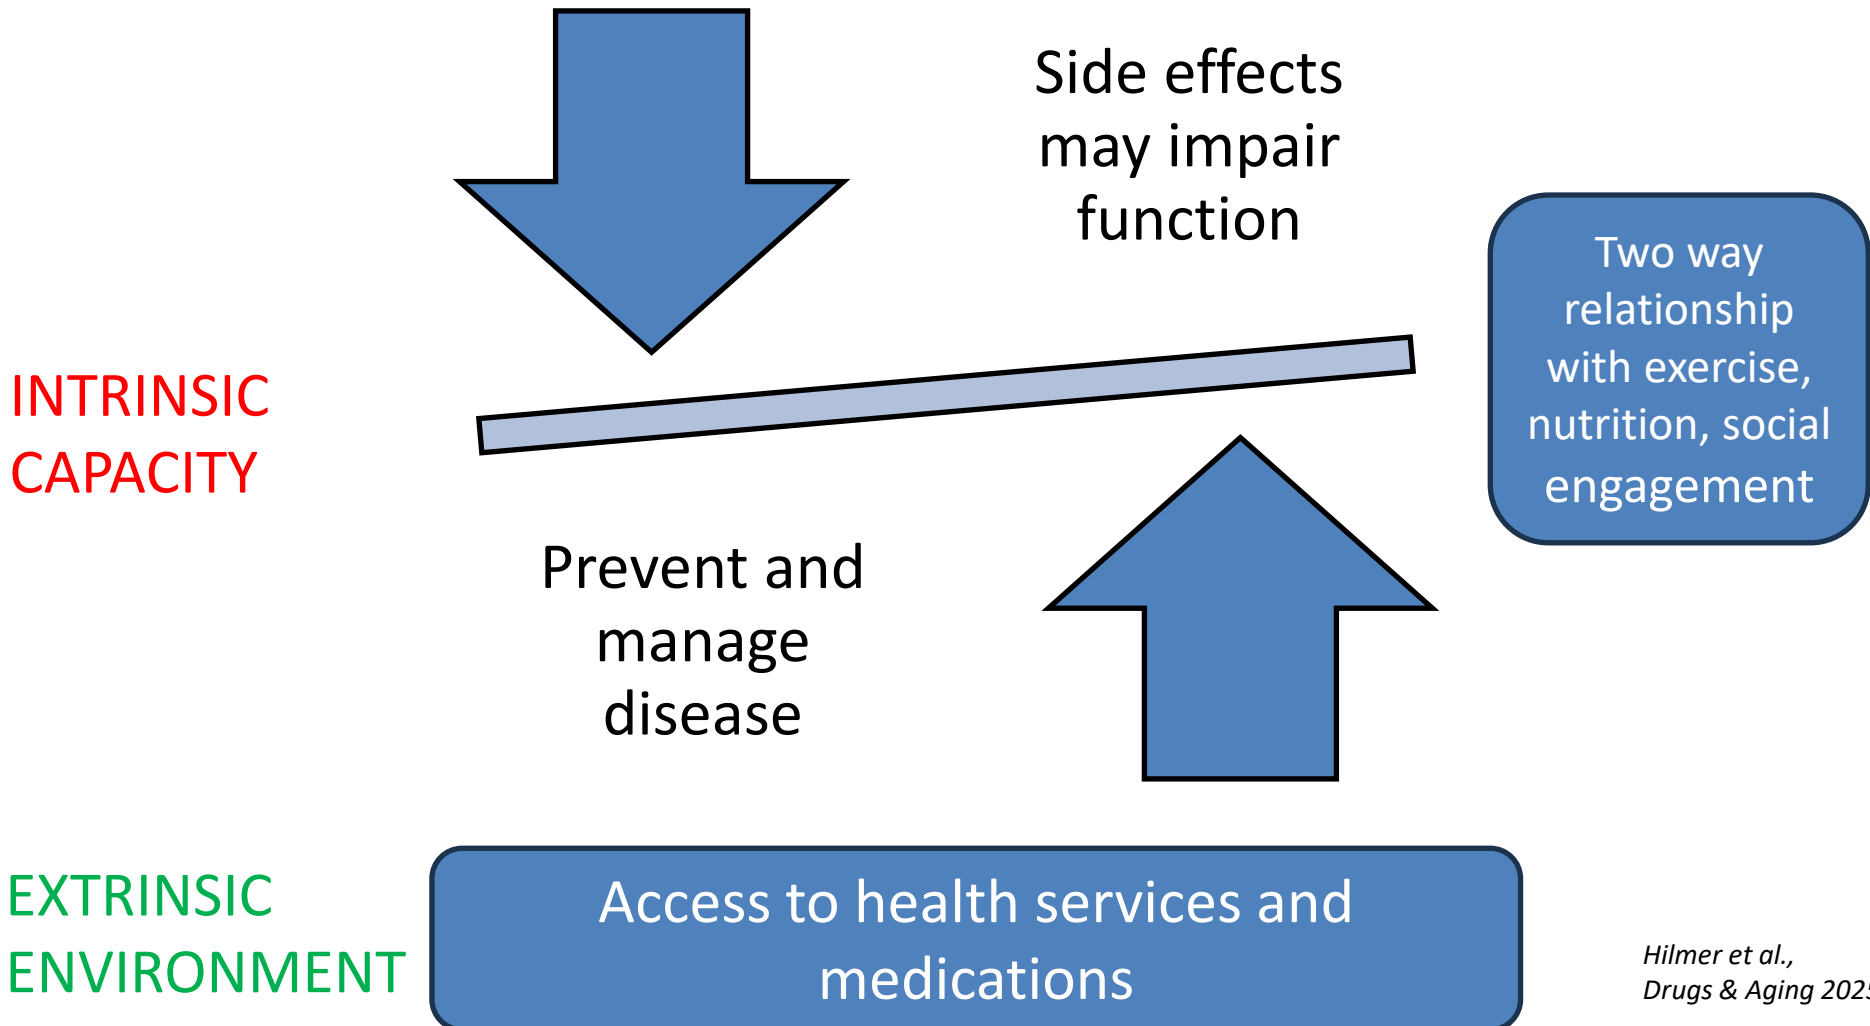 Side effects
may impair
function
Two way
relationship
with exercise,
nutrition, social
engagement
INTRINSIC
CAPACITY
Prevent and
manage
disease
EXTRINSIC
ENVIRONMENT
Access to health services and
medications
Hilmer et al.,
Drugs & Aging 2025